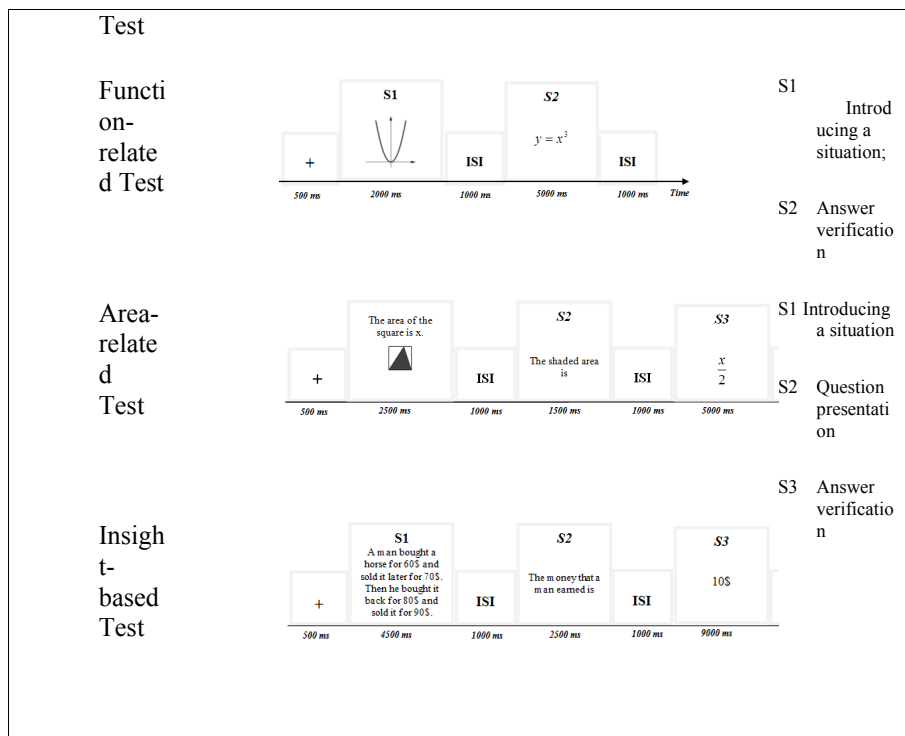 Test
Functi
on-
relate
d Test
S1
S2
y = x³
+
ISI
ISI
500 ms
2000 ms
1000 ms
5000 ms
1000 ms
Time
S1
Introd
ucing a
situation;
S2 Answer
verificatio
n
Area-
relate
d
Test
The area of the
square is x.
S2
S3
The shaded area
is
x
2
+
ISI
ISI
500 ms
2500 ms
1000 ms
1500 ms
1000 ms
5000 ms
S1 Introducing
a situation
S2 Question
presentati
on
S3 Answer
verificatio
n
Insigh
t-
based
Test
S1
A man bought a
horse for 60$ and
sold it later for 70$.
Then he bought it
back for 80$ and
sold it for 90$.
S2
The money that a
man earned is
S3
10$
+
ISI
ISI
500 ms
4500 ms
1000 ms
2500 ms
1000 ms
9000 ms